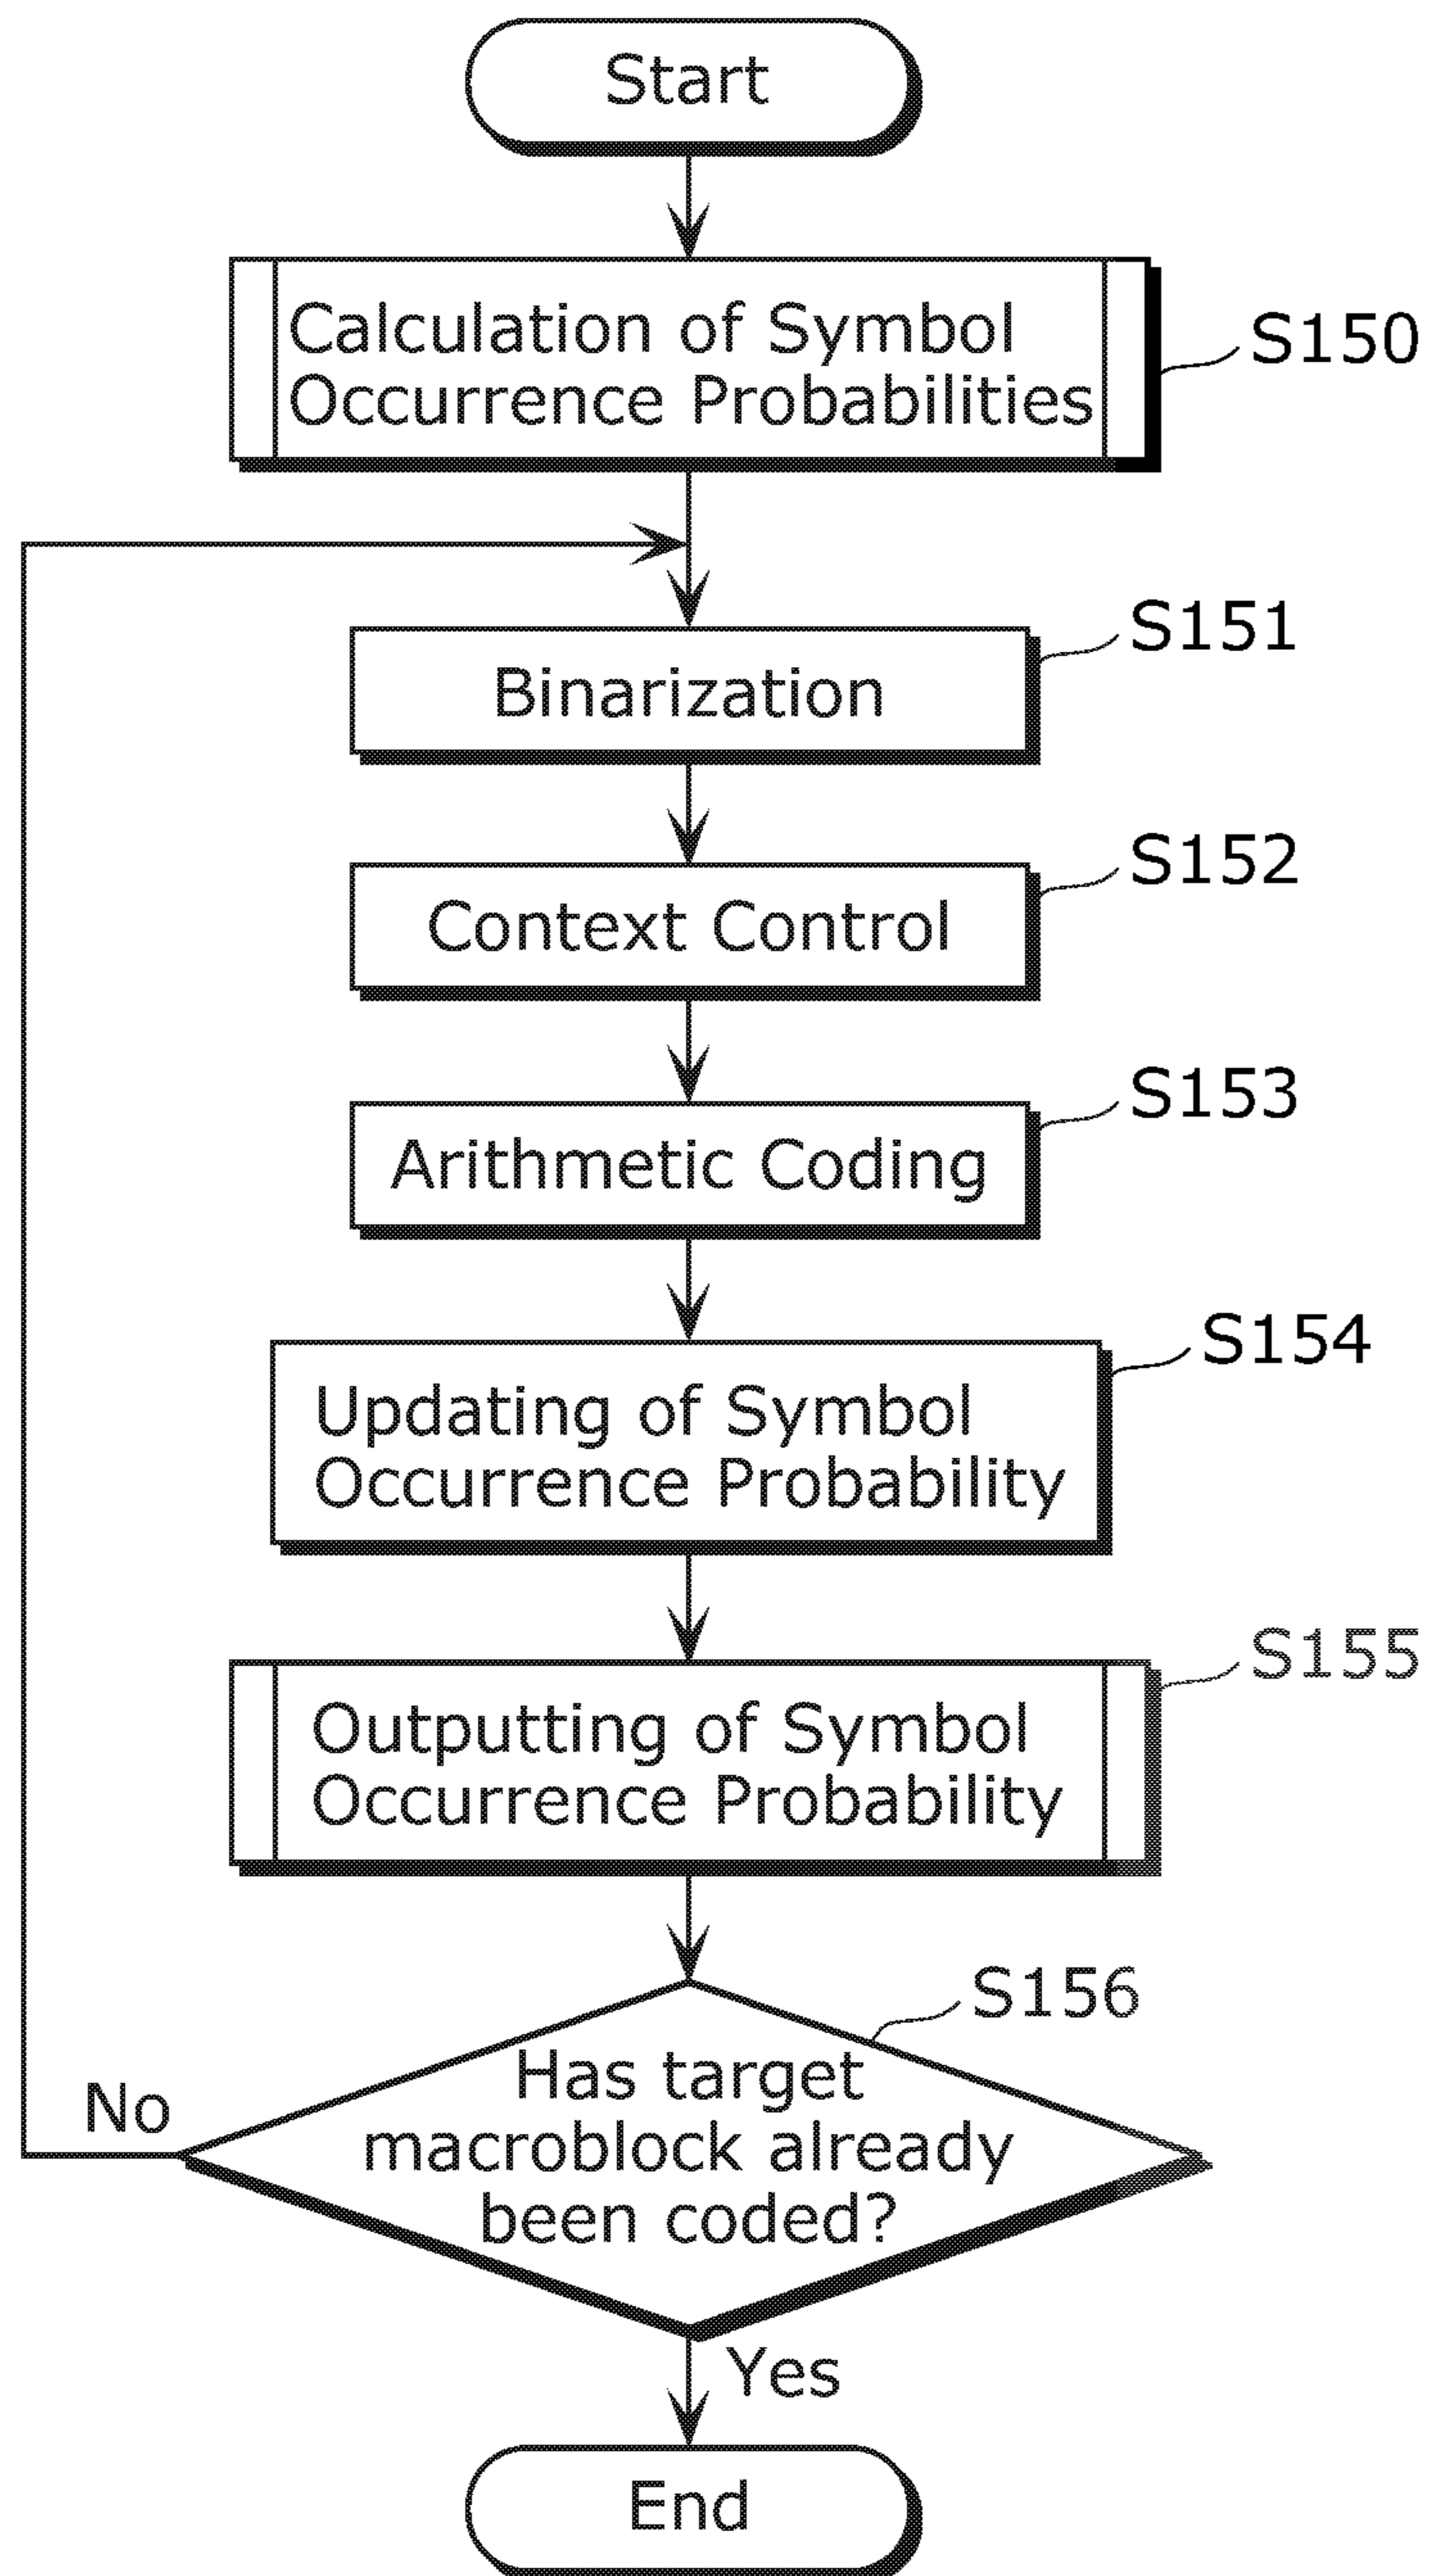 Start
Calculation of Symbol
Occurrence Probabilities
S150
S151
Binarization
S152
Context Control
S153
Arithmetic Coding
S154
Updating of Symbol
Occurrence Probability
S155
Outputting of Symbol
Occurrence Probability
S156
Has target
macroblock already
been coded?
No
Yes
End